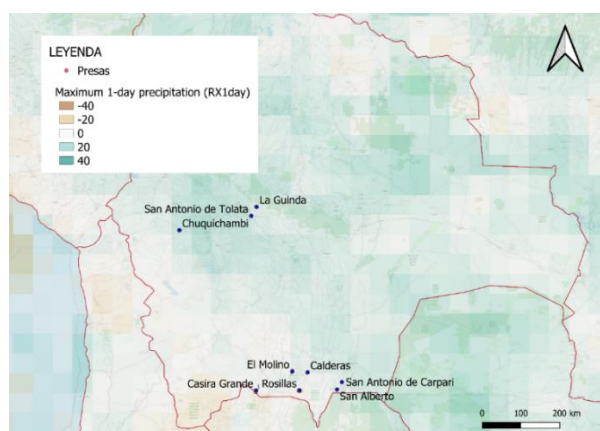 LEYENDA
Presas
Maximum 1-day precipitation (RX1day)
-40
-20
0
20
40
La Guinda
San Antonio de Tolata
Chuquichambi
El Molino
Calderas
Casira Grande
Rosillas
San Antonio de Carpari
San Alberto
0 100 200 km